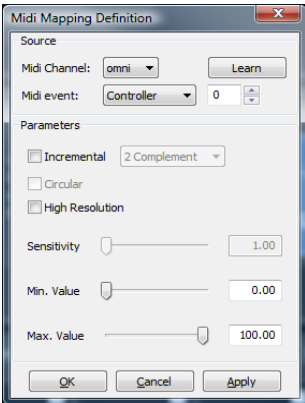 Midi Mapping Definition
Source
Midi Channel: omni Learn
Midi event: Controller 0
Parameters
Incremental 2 Complement
Circular
High Resolution
Sensitivity 1.00
Min. Value 0.00
Max. Value 100.00
OK Cancel Apply